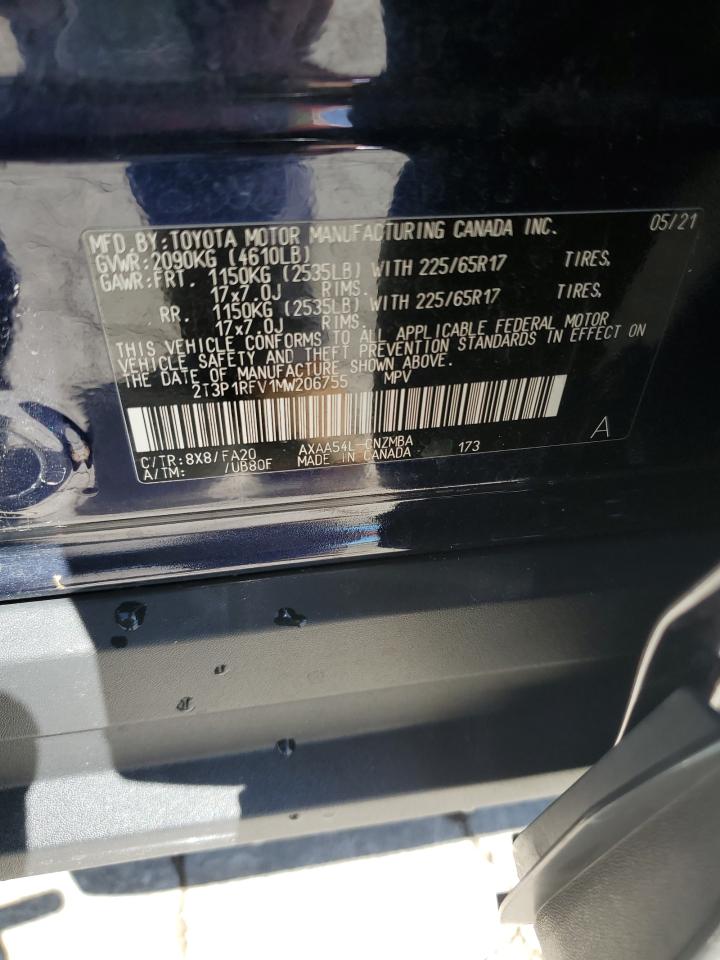 MFD.BY:TOYOTA MOTOR MANUFACTURING CANADA INC. 05/21
GVWR:2090KG (4610LB)
GAWR:FRT. 1150KG (2535LB) WITH 225/65R17 TIRES,
17x7.0J RIMS.
RR. 1150KG (2535LB) WITH 225/65R17 TIRES,
17x7.0J RIMS.
THIS VEHICLE CONFORMS TO ALL APPLICABLE FEDERAL MOTOR
VEHICLE SAFETY AND THEFT PREVENTION STANDARDS IN EFFECT ON
THE DATE OF MANUFACTURE SHOWN ABOVE.
2T3P1RFV1MW206755 MPV
C/TR:8X8/FA20 AXAA54L-CNZMBA 173 A
A/TM: /UB80F MADE IN CANADA